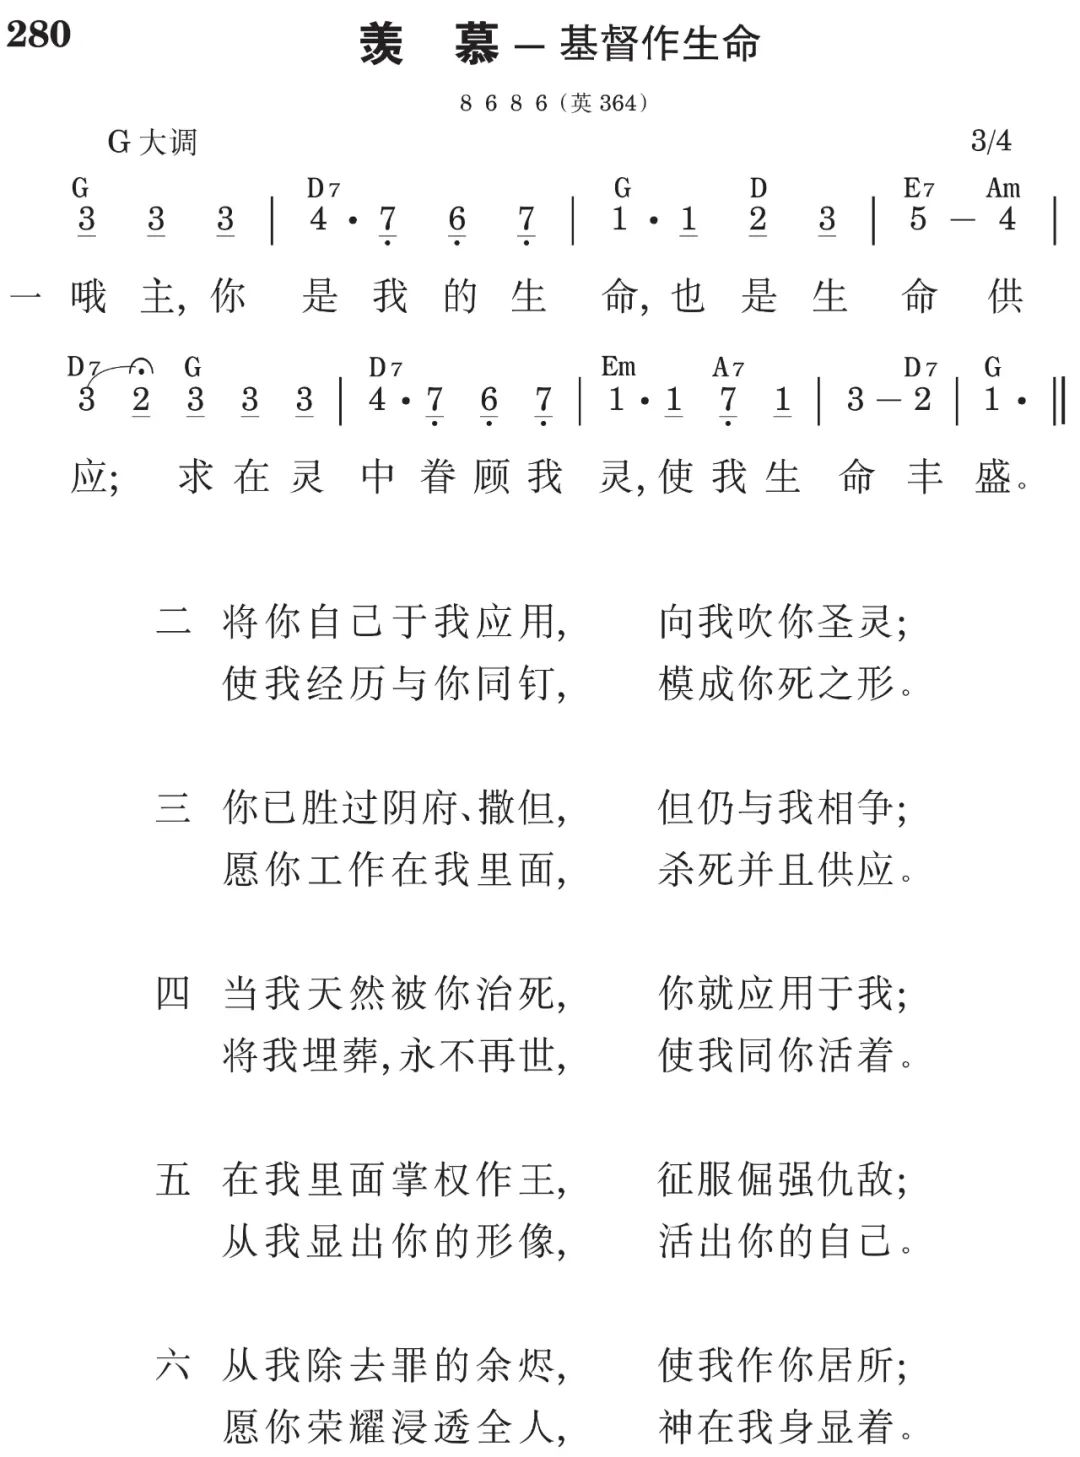 280
羡 慕 — 基督作生命
8 6 8 6 (英 364)
G 大调 3/4
G D7 G D E7 Am
3 3 3 | 4 · 7 6 7 | 1 · 1 2 3 | 5 — 4 |
一 哦 主, 你 是 我 的 生 命, 也 是 生 命 供
D7 G D7 Em A7 D7 G
3 2 3 3 3 | 4 · 7 6 7 | 1 · 1 7 1 | 3 — 2 | 1 · ‖
应; 求 在 灵 中 眷 顾 我 灵, 使 我 生 命 丰 盛。
二 将你自己于我应用, 向我吹你圣灵;
使我经历与你同钉, 模成你死之形。
三 你已胜过阴府、撒但, 但仍与我相争;
愿你工作在我里面, 杀死并且供应。
四 当我天然被你治死, 你就应用于我;
将我埋葬, 永不再世, 使我同你活着。
五 在我里面掌权作王, 征服倔强仇敌;
从我显出你的形像, 活出你的自己。
六 从我除去罪的余烬, 使我作你居所;
愿你荣耀浸透全人, 神在我身显着。